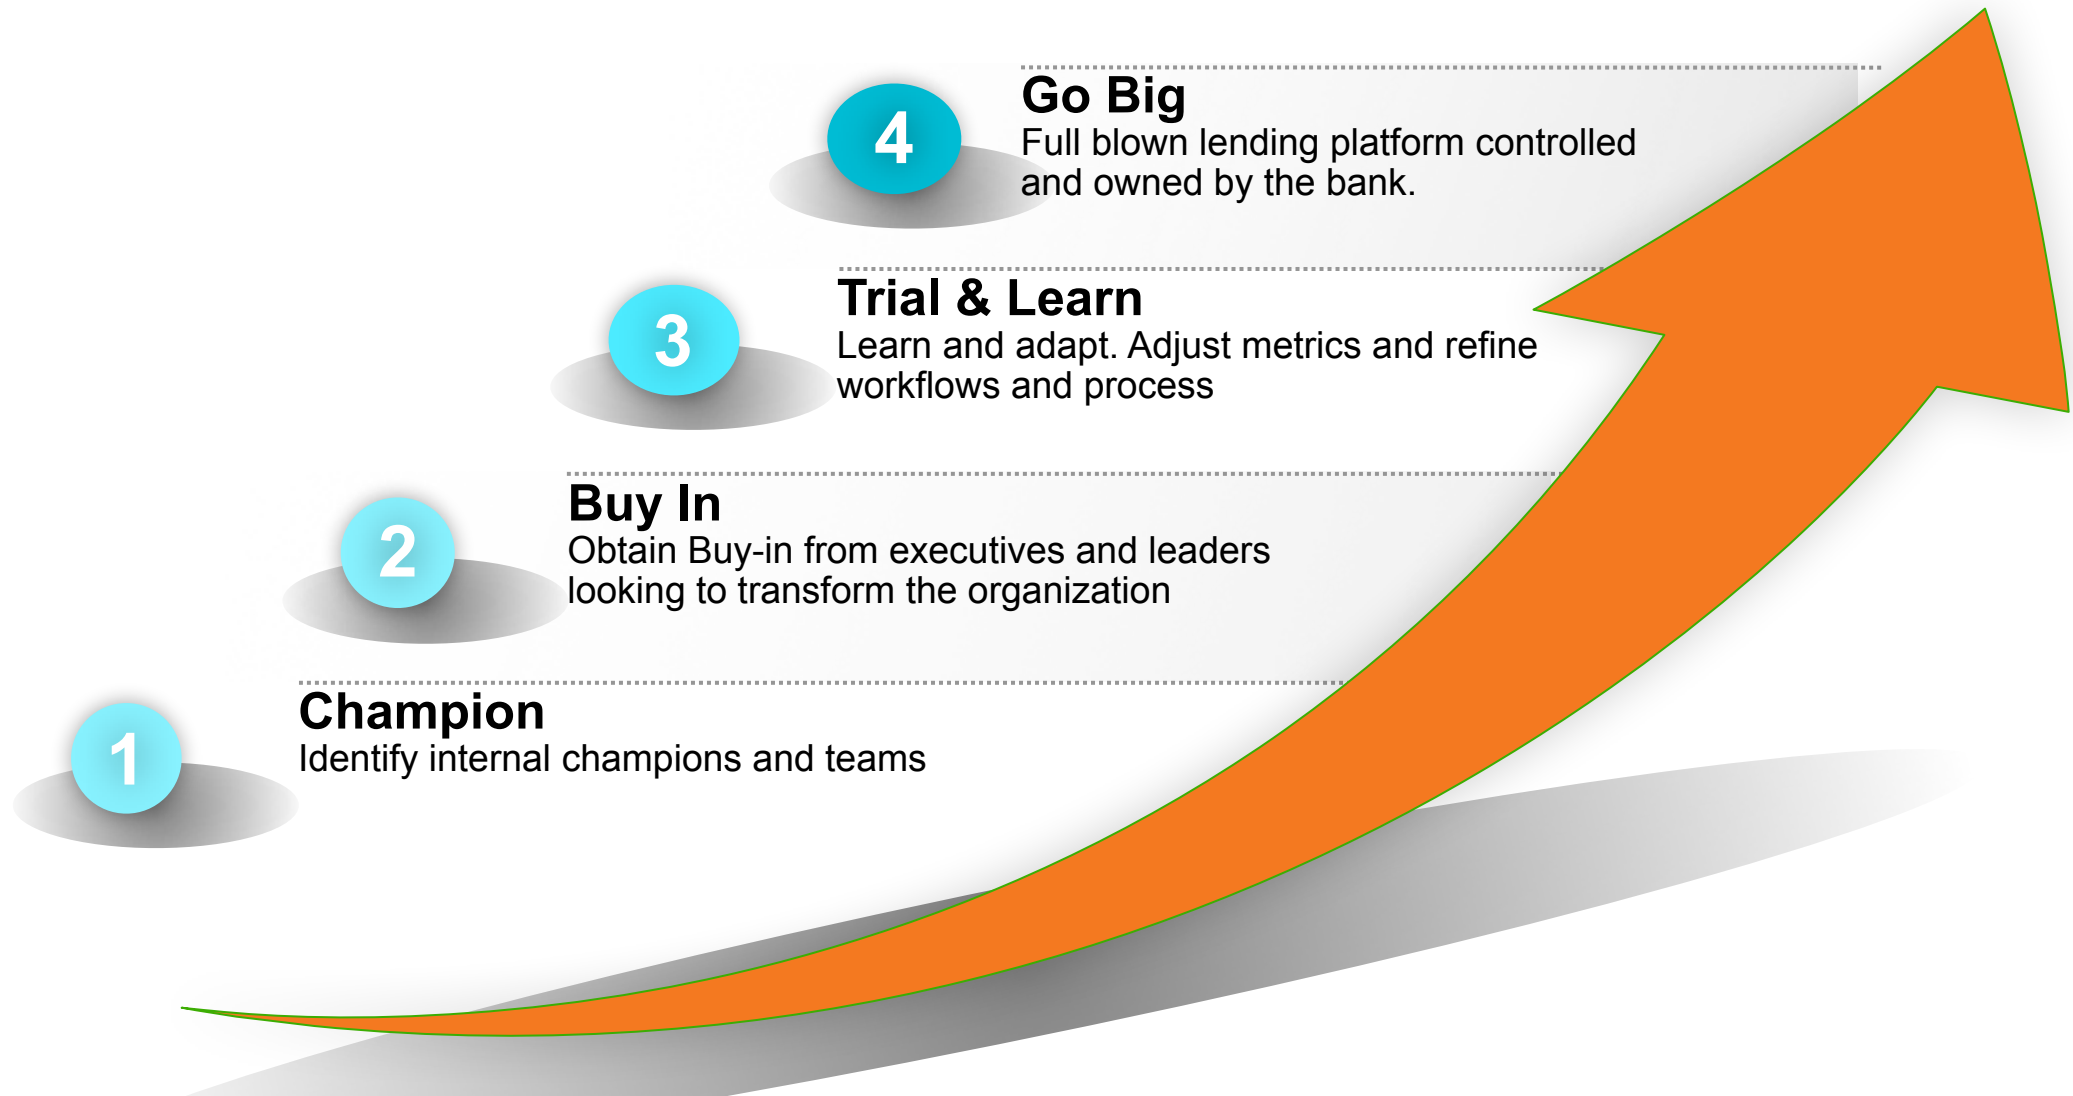 4
Go Big
Full blown lending platform controlled
and owned by the bank.
3
Trial & Learn
Learn and adapt. Adjust metrics and refine
workflows and process
2
Buy In
Obtain Buy-in from executives and leaders
looking to transform the organization
1
Champion
Identify internal champions and teams